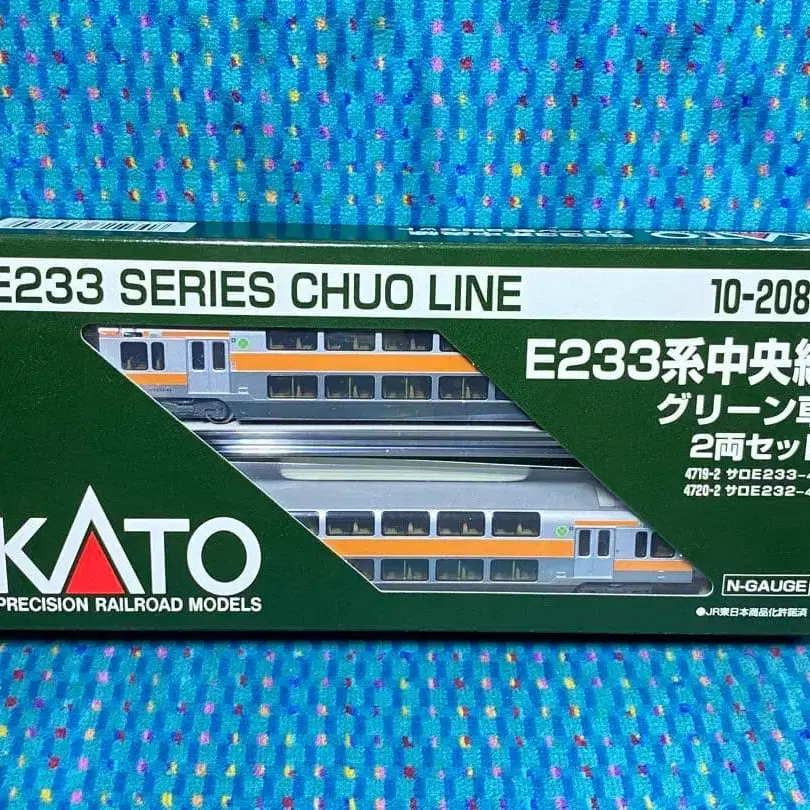 E233 SERIES CHUO LINE
10-208
E233系中央線
グリーン車
2両セット
4719-2 サロE233-4
4720-2 サロE232-4
KATO
PRECISION RAILROAD MODELS
N-GAUGE
●JR東日本商品化許諾済